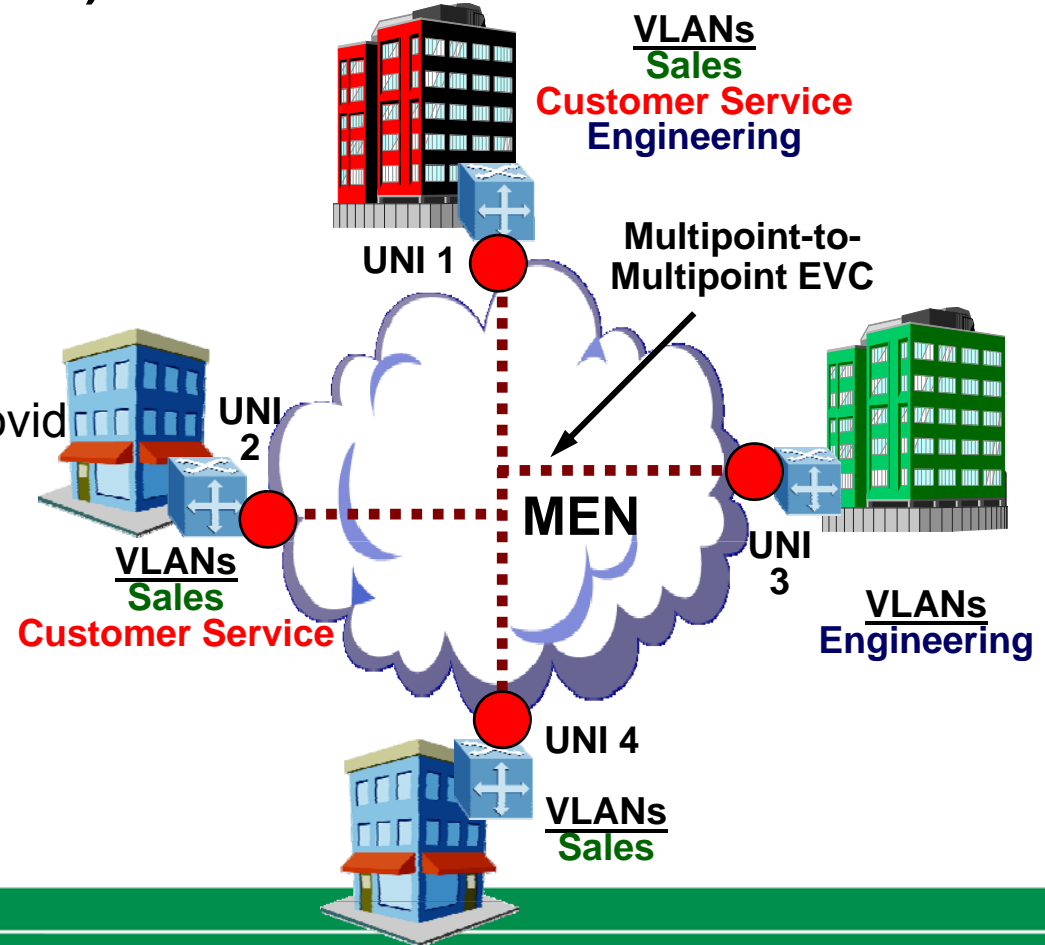 VLANs
Sales
Customer Service
Engineering
UNI 1
Multipoint-to-
Multipoint EVC
UNI
2
MEN
UNI
3
VLANs
Sales
Customer Service
VLANs
Engineering
UNI 4
VLANs
Sales